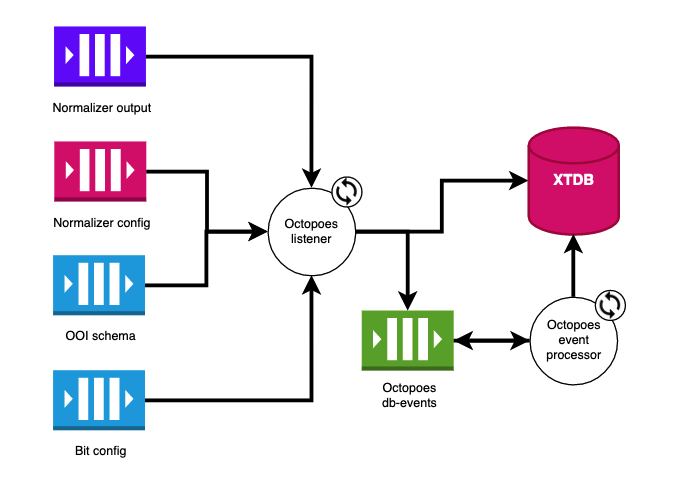 Normalizer output
Normalizer config
OOI schema
Bit config
Octopoes
listener
XTDB
Octopoes
db-events
Octopoes
event
processor